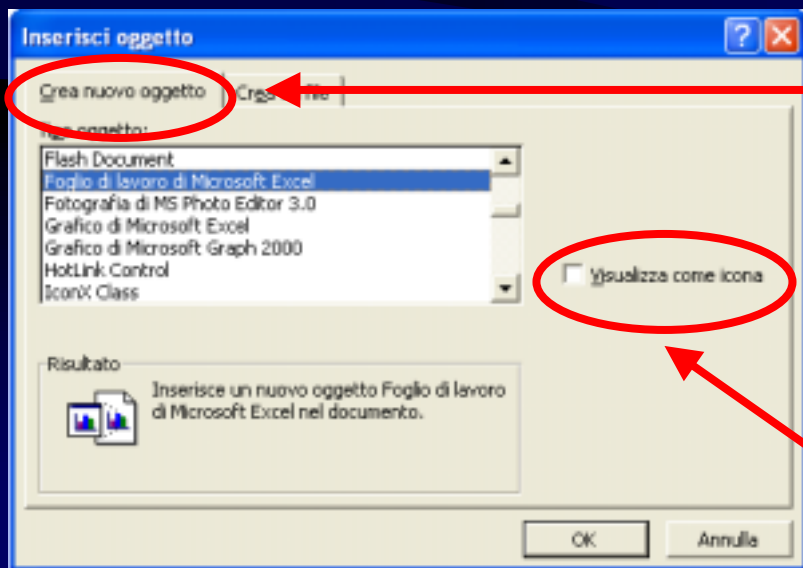 Inserisci oggetto
Crea nuovo oggetto
file
oggetto:
Flash Document
Foglio di lavoro di Microsoft Excel
Fotografia di MS Photo Editor 3.0
Grafico di Microsoft Excel
Grafico di Microsoft Graph 2000
HotLink Control
IconX Class
Visualizza come icona
Risultato
Inserisce un nuovo oggetto Foglio di lavoro
di Microsoft Excel nel documento.
OK
Annulla